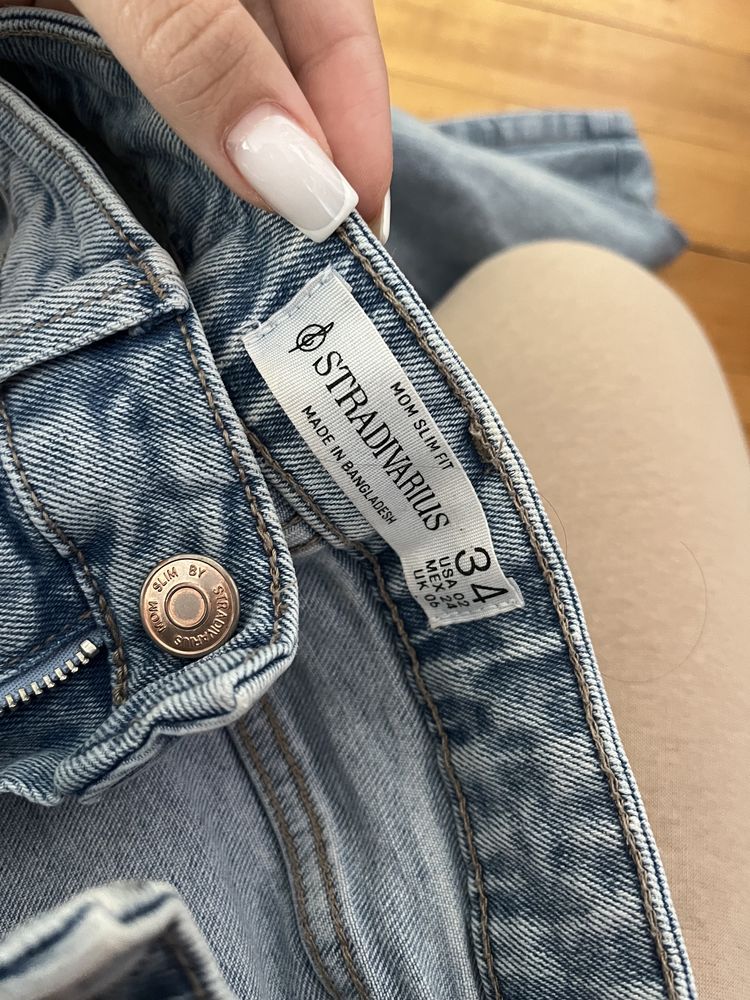 MOM SLIM FIT
STRADIVARIUS
MADE IN BANGLADESH
34
USA 02
MEX 24
UK 06
MOM SLIM BY STRADIVARIUS